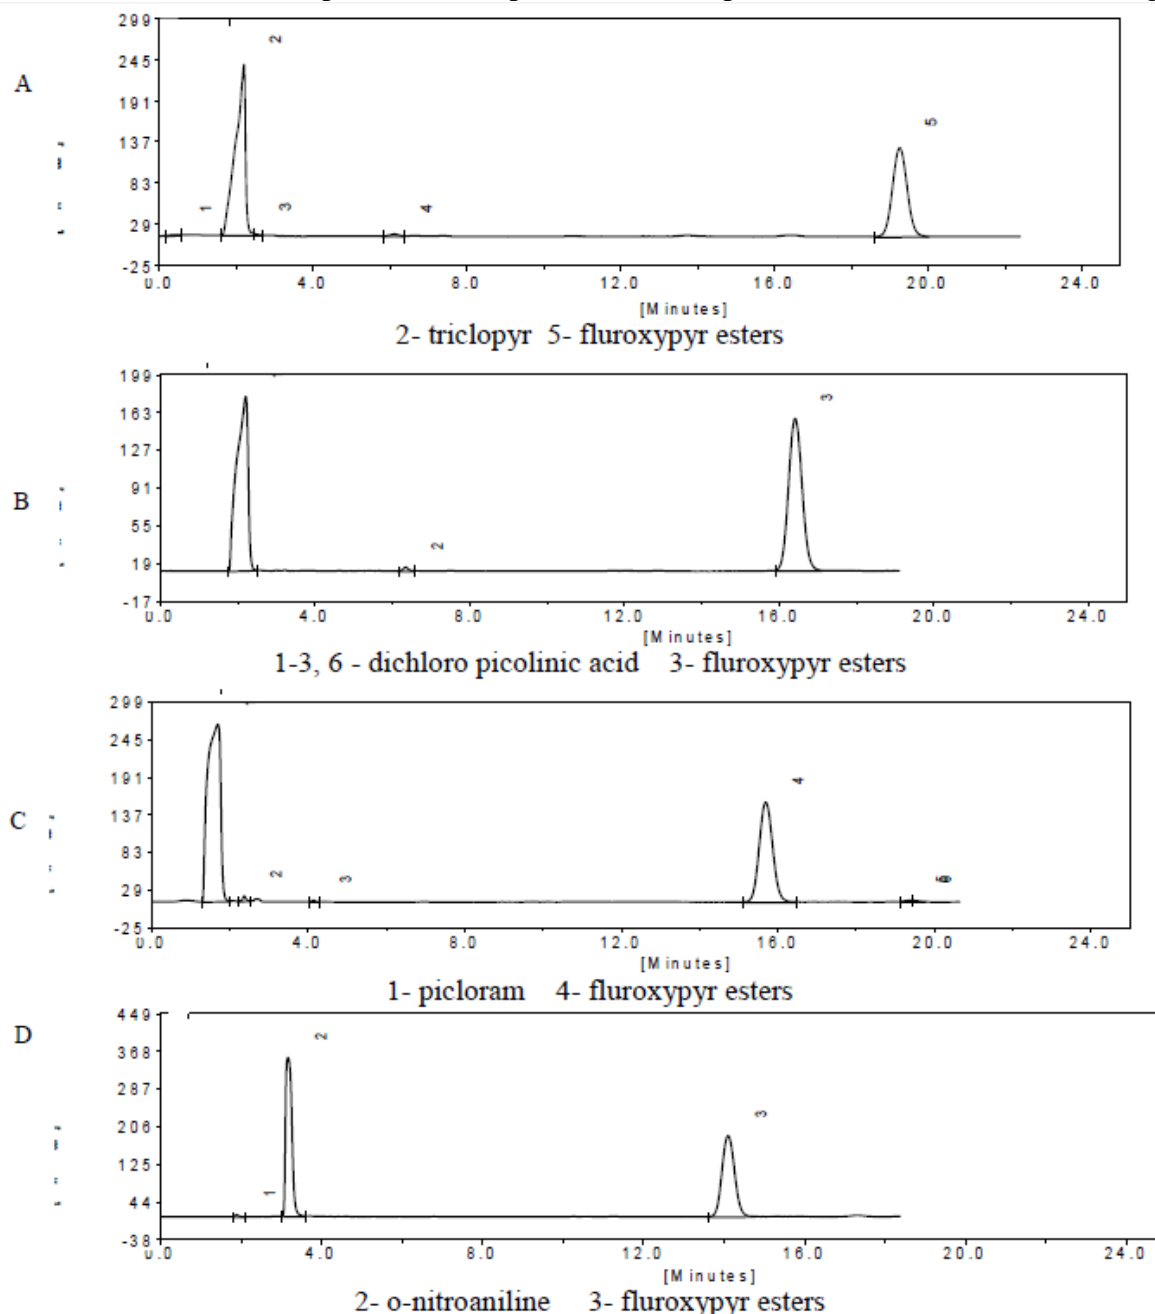 A
299
245
191
137
83
29
-25
1
2
3
4
5
0.0 4.0 8.0 12.0 16.0 20.0 24.0
[Minutes]
2- triclopyr 5- fluroxypyr esters
B
199
163
127
91
55
19
-17
2
3
0.0 4.0 8.0 12.0 16.0 20.0 24.0
[Minutes]
1-3, 6 - dichloro picolinic acid 3- fluroxypyr esters
C
299
245
191
137
83
29
-25
2
3
4
0.0 4.0 8.0 12.0 16.0 20.0 24.0
[Minutes]
1- picloram 4- fluroxypyr esters
D
449
368
287
206
125
44
-38
1
2
3
0.0 4.0 8.0 12.0 16.0 20.0 24.0
[Minutes]
2- o-nitroaniline 3- fluroxypyr esters